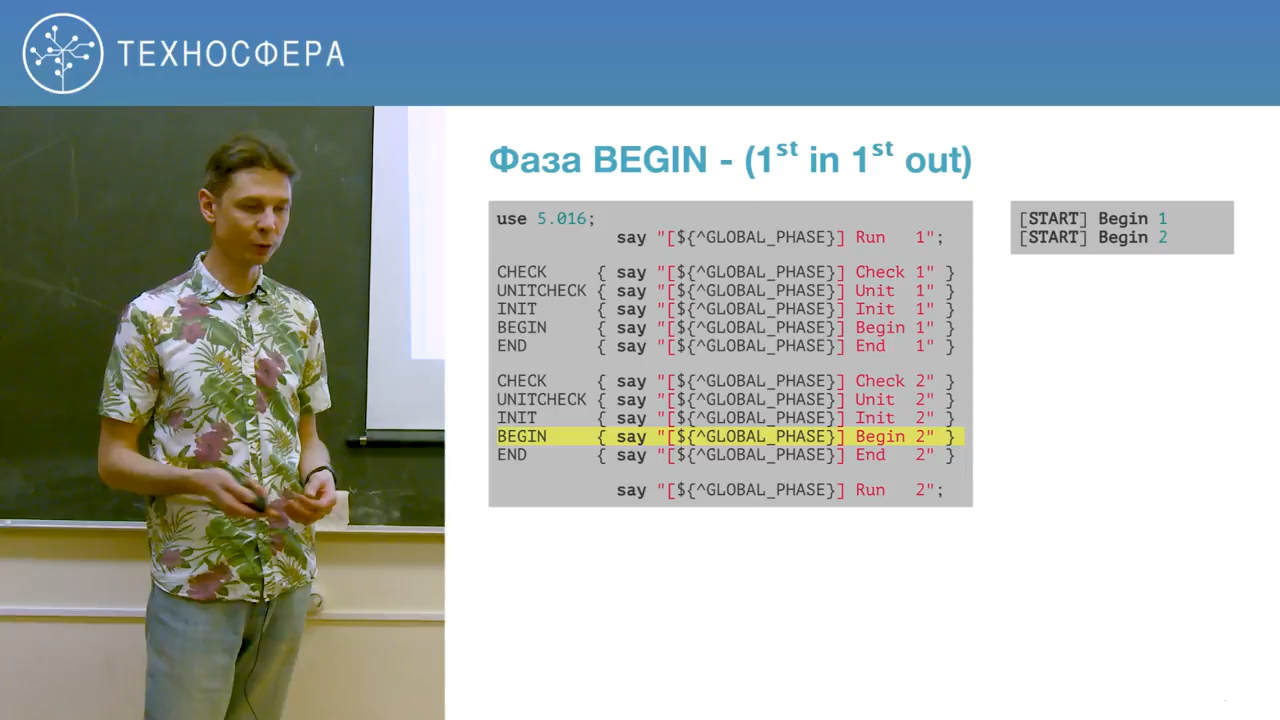 ТЕХНОСФЕРА
Фаза BEGIN - (1st in 1st out)
use 5.016;
say "[${^GLOBAL_PHASE}] Run 1";
CHECK { say "[${^GLOBAL_PHASE}] Check 1" }
UNITCHECK { say "[${^GLOBAL_PHASE}] Unit 1" }
INIT { say "[${^GLOBAL_PHASE}] Init 1" }
BEGIN { say "[${^GLOBAL_PHASE}] Begin 1" }
END { say "[${^GLOBAL_PHASE}] End 1" }
CHECK { say "[${^GLOBAL_PHASE}] Check 2" }
UNITCHECK { say "[${^GLOBAL_PHASE}] Unit 2" }
INIT { say "[${^GLOBAL_PHASE}] Init 2" }
BEGIN { say "[${^GLOBAL_PHASE}] Begin 2" }
END { say "[${^GLOBAL_PHASE}] End 2" }
say "[${^GLOBAL_PHASE}] Run 2";
[START] Begin 1
[START] Begin 2